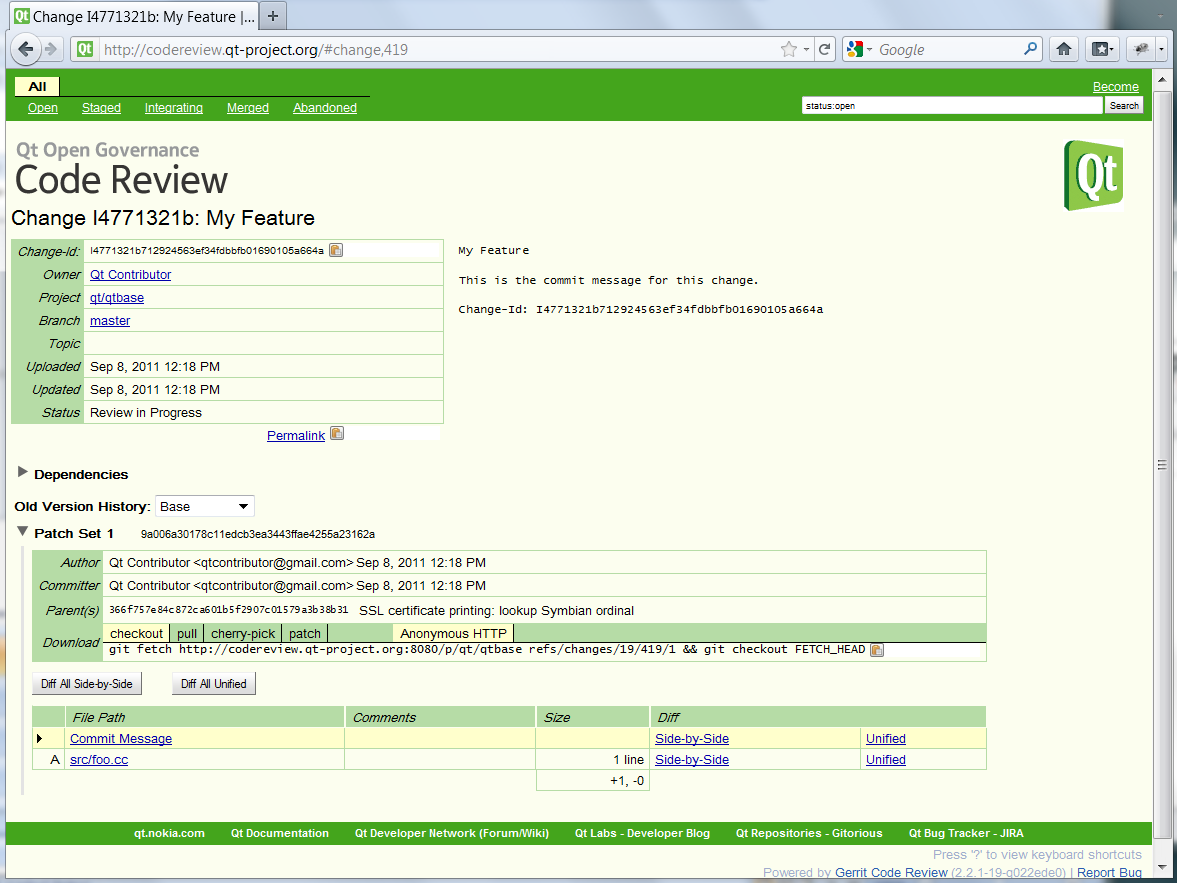 Change I4771321b: My Feature |...
http://codereview.qt-project.org/#change,419
Google
All
Become
Open Staged Integrating Merged Abandoned
status:open Search
Qt Open Governance
Code Review
Qt
Change I4771321b: My Feature
Change-Id: I4771321b712924563ef34fdbbfb01690105a664a
Owner Qt Contributor
Project qt/qtbase
Branch master
Topic
Uploaded Sep 8, 2011 12:18 PM
Updated Sep 8, 2011 12:18 PM
Status Review in Progress
Permalink
My Feature
This is the commit message for this change.
Change-Id: I4771321b712924563ef34fdbbfb01690105a664a
Dependencies
Old Version History: Base
Patch Set 1 9a006a30178c11edcb3ea3443ffae4255a23162a
Author Qt Contributor <qtcontributor@gmail.com> Sep 8, 2011 12:18 PM
Committer Qt Contributor <qtcontributor@gmail.com> Sep 8, 2011 12:18 PM
Parent(s) 366f757e84c872ca601b5f2907c01579a3b38b31 SSL certificate printing: lookup Symbian ordinal
Download checkout pull cherry-pick patch Anonymous HTTP
git fetch http://codereview.qt-project.org:8080/p/qt/qtbase refs/changes/19/419/1 && git checkout FETCH_HEAD
Diff All Side-by-Side Diff All Unified
File Path Comments Size Diff
Commit Message Side-by-Side Unified
A src/foo.cc 1 line Side-by-Side Unified
+1, -0
qt.nokia.com Qt Documentation Qt Developer Network (Forum/Wiki) Qt Labs - Developer Blog Qt Repositories - Gitorious Qt Bug Tracker - JIRA
Press '?' to view keyboard shortcuts
Powered by Gerrit Code Review (2.2.1-19-g022ede0) | Report Bug